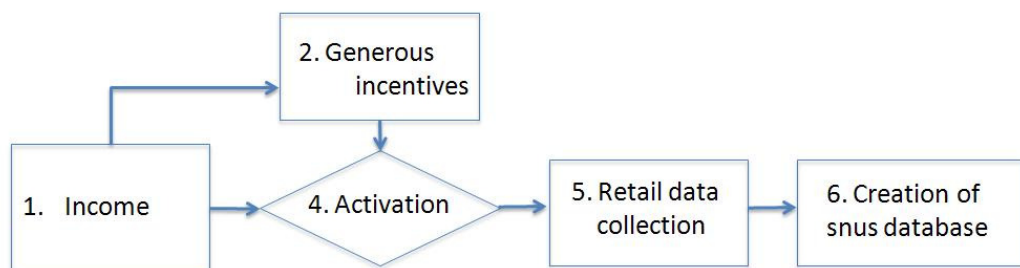 2. Generous
incentives
1. Income
4. Activation
5. Retail data
collection
6. Creation of
snus database